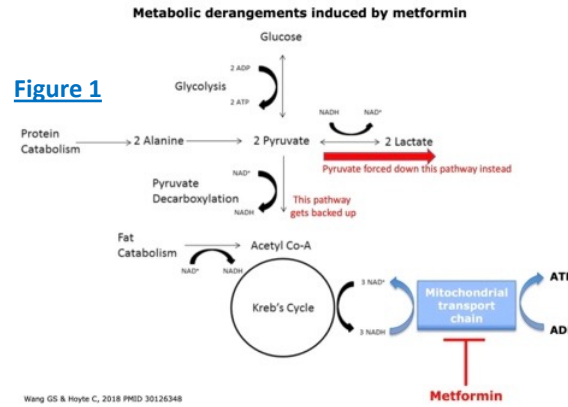 Metabolic derangements induced by metformin
Figure 1
Glucose
Glycolysis
2 ADP
2 ATP
NADH
NAD⁺
Protein
Catabolism
2 Alanine
2 Pyruvate
2 Lactate
Pyruvate forced down this pathway instead
Pyruvate
Decarboxylation
NAD⁺
NADH
This pathway
gets backed up
Fat
Catabolism
NAD⁺
NADH
Acetyl Co-A
Kreb's Cycle
3 NAD⁺
3 NADH
Mitochondrial
transport
chain
AT
AD
Metformin
Wang GS & Hoyte C, 2018 PMID 30126348